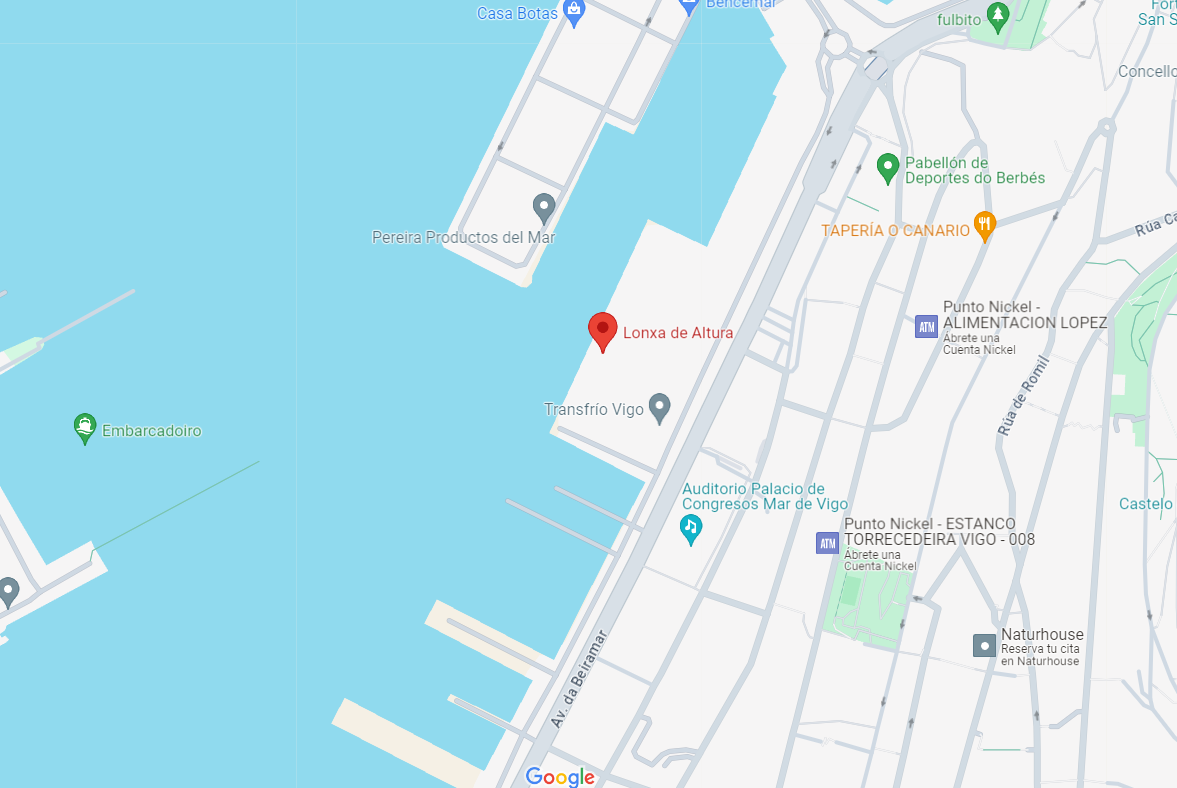 Casa Botas
Bencemar
fulbito
Fort
San S
Concello
Pabellón de
Deportes do Berbés
TAPERÍA O CANARIO
Rúa Ca
Pereira Productos del Mar
Punto Nickel -
ALIMENTACION LOPEZ
Ábrete una
Cuenta Nickel
ATM
Lonxa de Altura
Rúa de Romil
Transfrío Vigo
Embarcadoiro
Auditorio Palacio de
Congresos Mar de Vigo
Castelo
Punto Nickel - ESTANCO
TORRECEDEIRA VIGO - 008
Ábrete una
Cuenta Nickel
ATM
Naturhouse
Reserva tu cita
en Naturhouse
Av. da Beiramar
Google